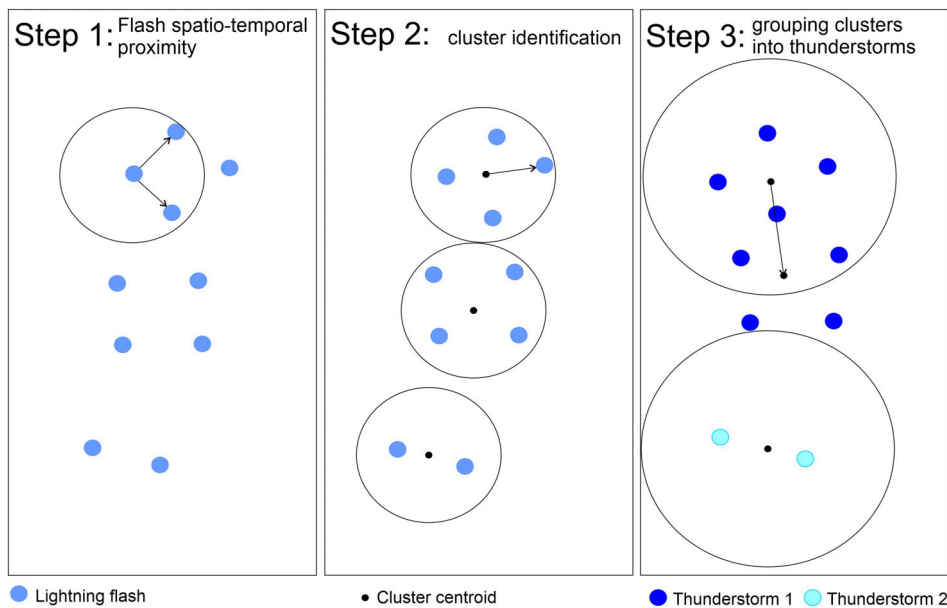 Step 1: Flash spatio-temporal
proximity
Step 2: cluster identification
Step 3: grouping clusters
into thunderstorms
Lightning flash
Cluster centroid
Thunderstorm 1
Thunderstorm 2